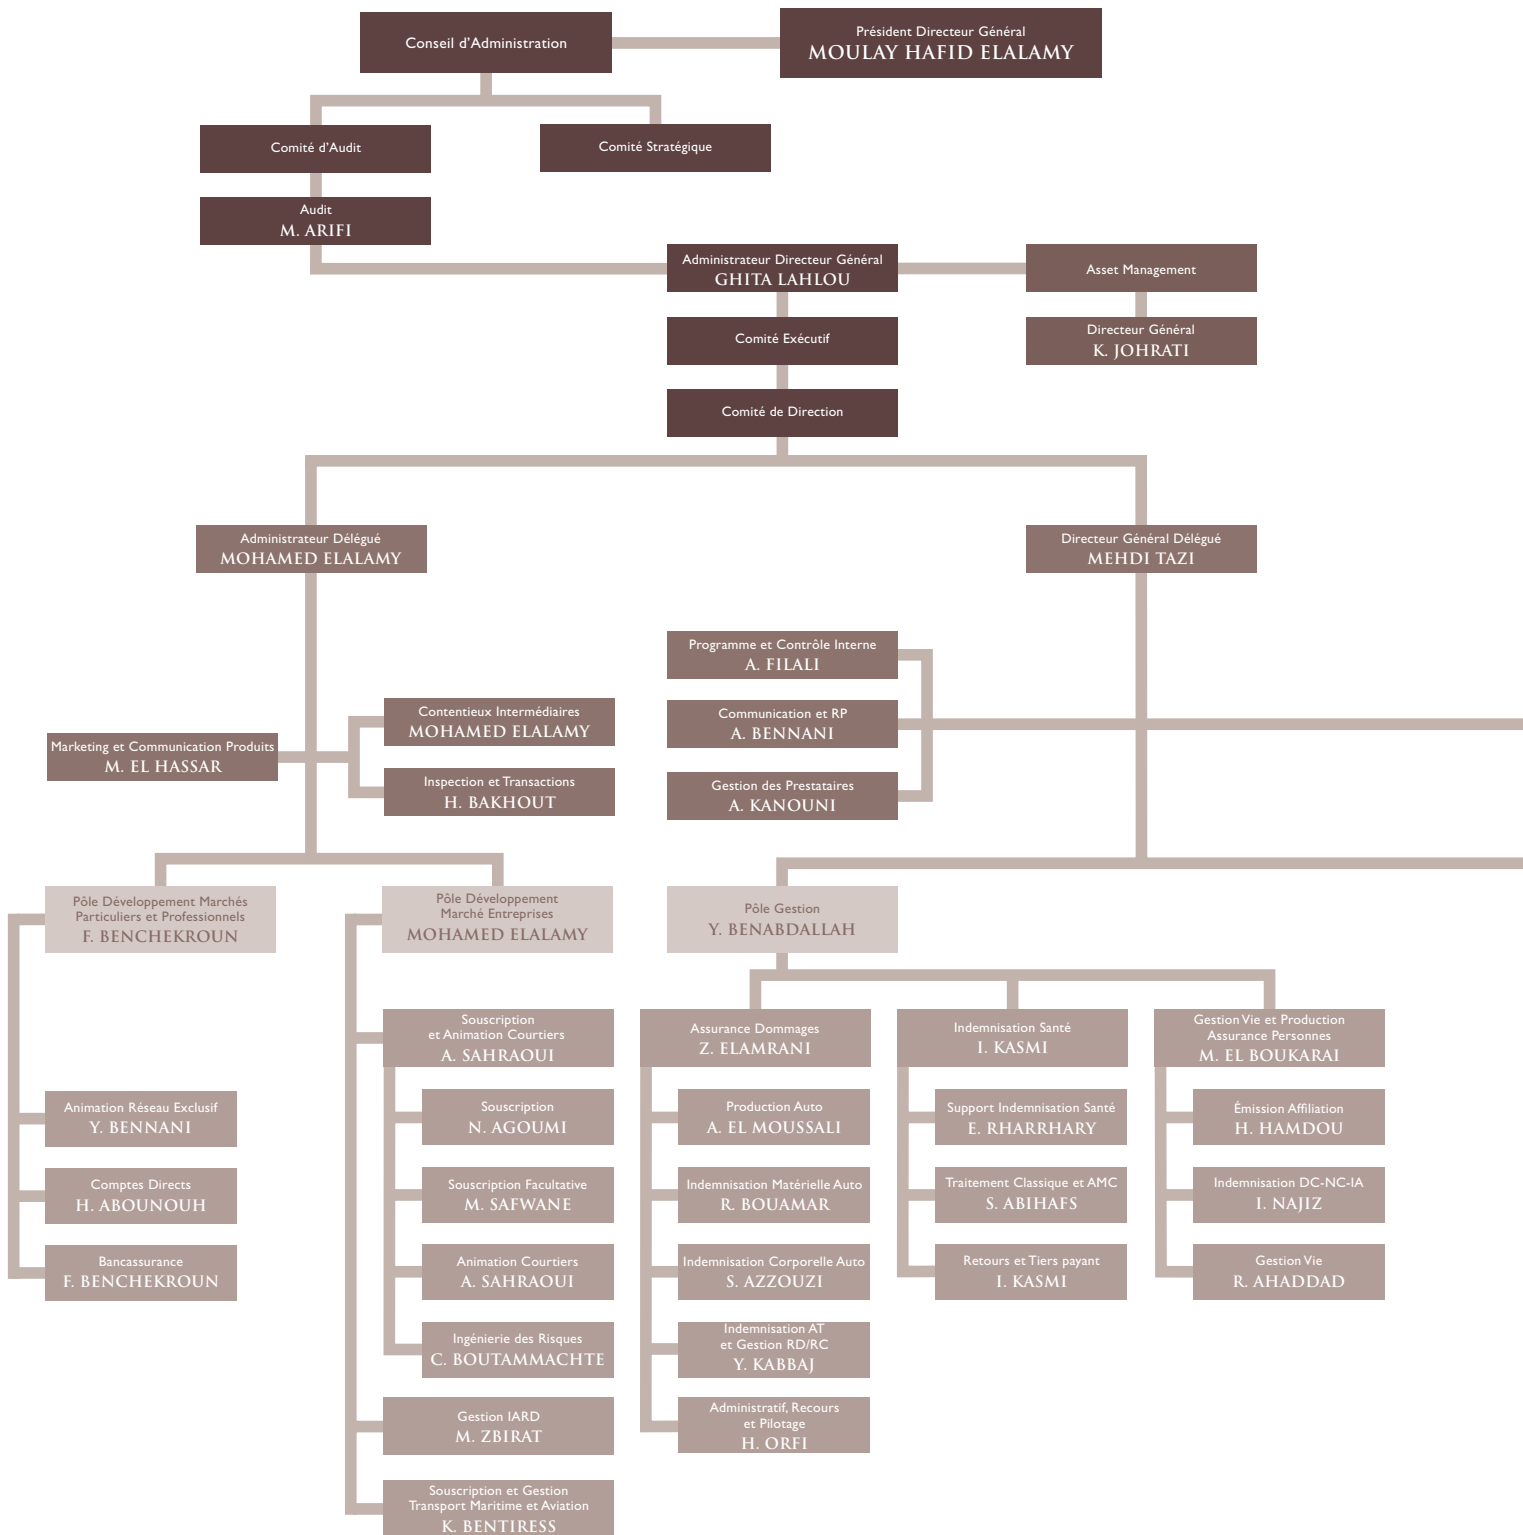 Conseil d'Administration
Président Directeur Général
MOULAY HAFID ELALAMY
Comité d'Audit
Comité Stratégique
Audit
M. ARIFI
Administrateur Directeur Général
GHITA LAHLOU
Asset Management
Comité Exécutif
Directeur Général
K. JOHRATI
Comité de Direction
Administrateur Délégué
MOHAMED ELALAMY
Directeur Général Délégué
MEHDI TAZI
Programme et Contrôle Interne
A. FILALI
Contentieux Intermédiaires
MOHAMED ELALAMY
Communication et RP
A. BENNANI
Marketing et Communication Produits
M. EL HASSAR
Inspection et Transactions
H. BAKHOUT
Gestion des Prestataires
A. KANOUNI
Pôle Développement Marchés
Particuliers et Professionnels
F. BENCHEKROUN
Pôle Développement
Marché Entreprises
MOHAMED ELALAMY
Pôle Gestion
Y. BENABDALLAH
Souscription
et Animation Courtiers
A. SAHRAOUI
Assurance Dommages
Z. ELAMRANI
Indemnisation Santé
I. KASMI
Gestion Vie et Production
Assurance Personnes
M. EL BOUKARAI
Animation Réseau Exclusif
Y. BENNANI
Souscription
N. AGOUMI
Production Auto
A. EL MOUSSALI
Support Indemnisation Santé
E. RHARRHARY
Émission Affiliation
H. HAMDOU
Comptes Directs
H. ABOUNOUH
Souscription Facultative
M. SAFWANE
Indemnisation Matérielle Auto
R. BOUAMAR
Traitement Classique et AMC
S. ABIHAFS
Indemnisation DC-NC-IA
I. NAJIZ
Bancassurance
F. BENCHEKROUN
Animation Courtiers
A. SAHRAOUI
Indemnisation Corporelle Auto
S. AZZOUZI
Retours et Tiers payant
I. KASMI
Gestion Vie
R. AHADDAD
Ingénierie des Risques
C. BOUTAMMACHTE
Indemnisation AT
et Gestion RD/RC
Y. KABBAJ
Gestion IARD
M. ZBIRAT
Administratif, Recours
et Pilotage
H. ORFI
Souscription et Gestion
Transport Maritime et Aviation
K. BENTIRESS